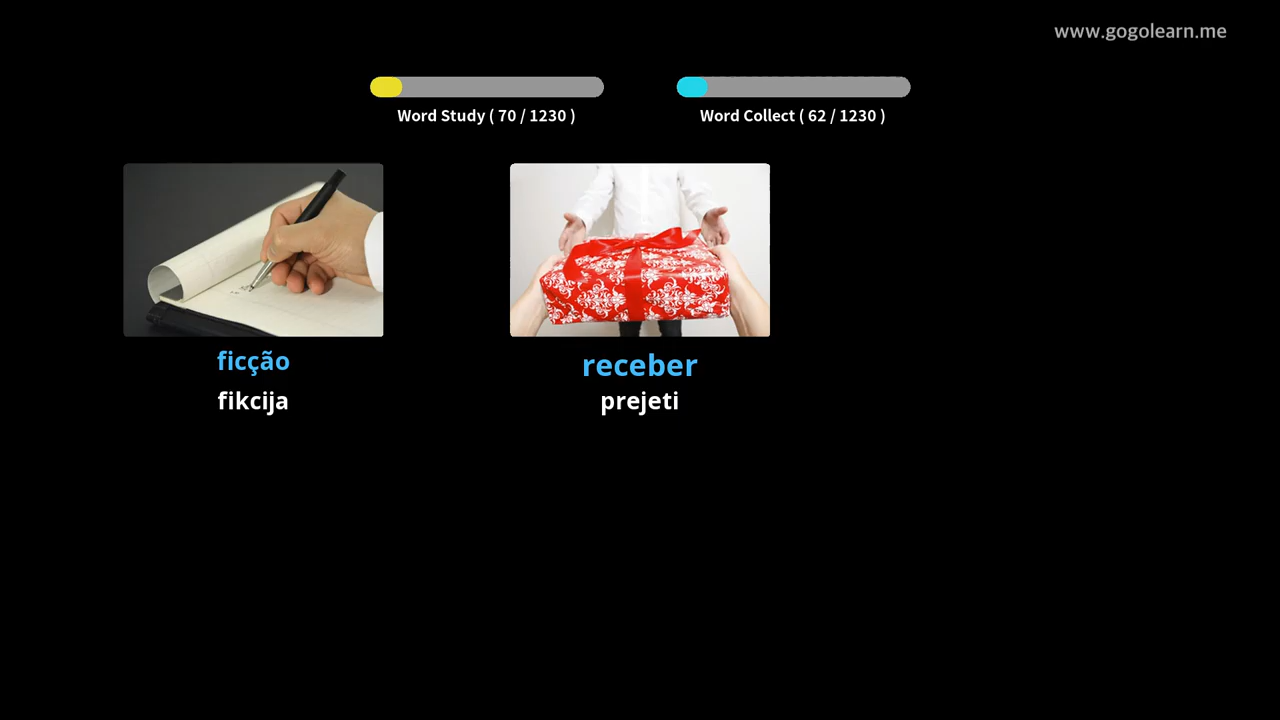 www.gogolearn.me
Word Study ( 70 / 1230 )
Word Collect ( 62 / 1230 )
ficção
fikcija
receber
prejeti